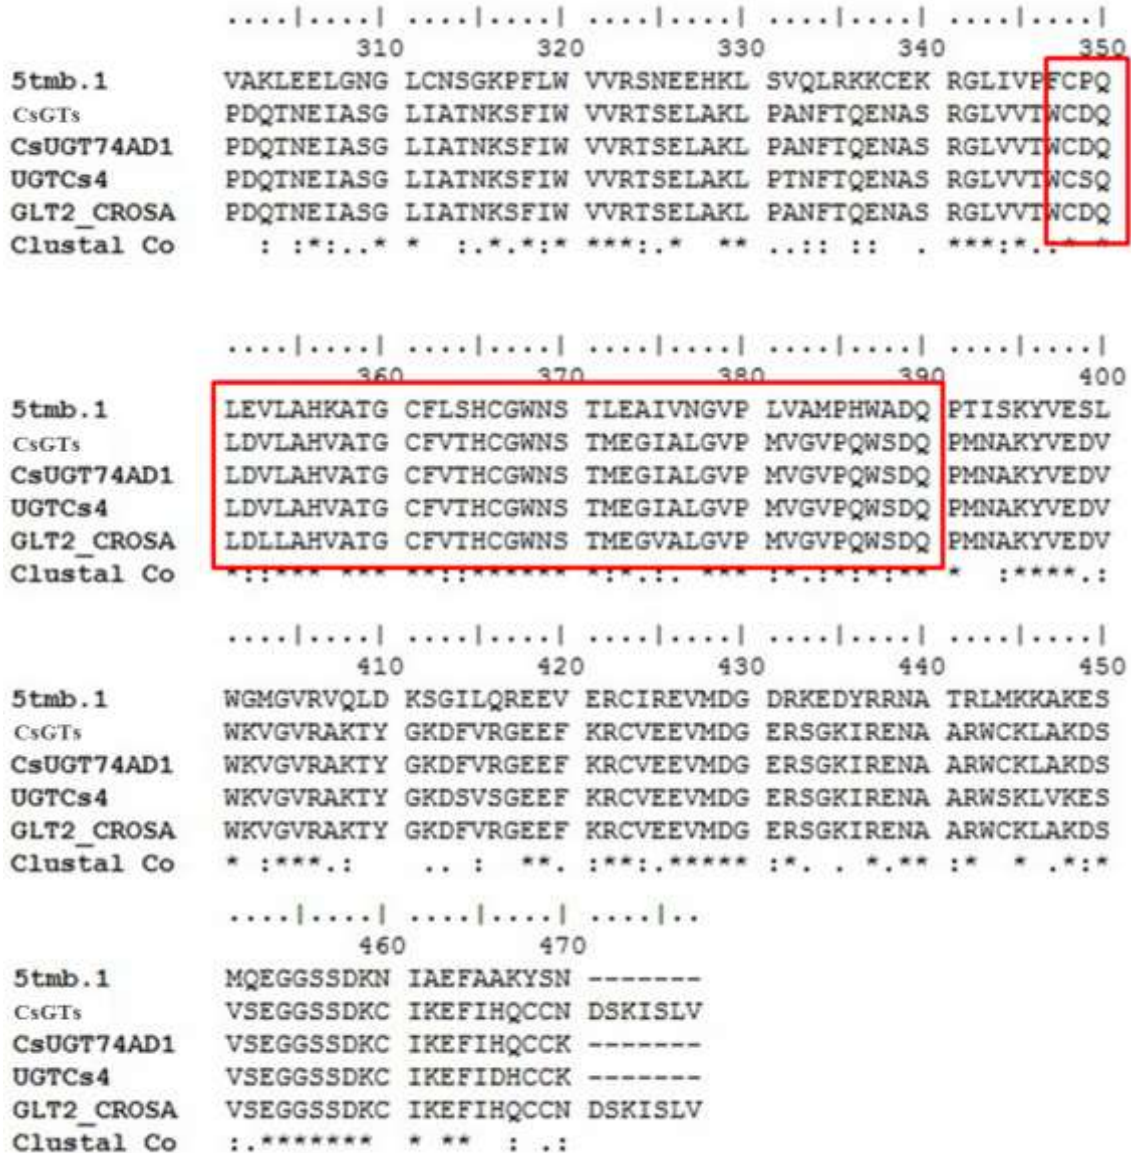 ....|....| ....|....| ....|....| ....|....| ....|....|
310 320 330 340 350
5tmb.1 VAKLEELGNG LCNSGKPFLW VVRSNEEHKL SVQLRKKCEK RGLIVPFCPQ
CsGTs PDQTNEIASG LIATNKSFIW VVRTSELAKL PANFTQENAS RGLVVTWCDQ
CsUGT74AD1 PDQTNEIASG LIATNKSFIW VVRTSELAKL PANFTQENAS RGLVVTWCDQ
UGTCs4 PDQTNEIASG LIATNKSFIW VVRTSELAKL PTNFTQENAS RGLVVTWCSQ
GLT2_CROSA PDQTNEIASG LIATNKSFIW VVRTSELAKL PANFTQENAS RGLVVTWCDQ
Clustal Co : :*:..* * :.*.*:* ***:.* ** ..:: :: . ***:*..* *
....|....| ....|....| ....|....| ....|....| ....|....|
360 370 380 390 400
5tmb.1 LEVLAHKATG CFLSHCGWNS TLEAIVNGVP LVAMPHWADQ PTISKYVESL
CsGTs LDVLAHVATG CFVTHCGWNS TMEGIALGVP MVGVPQWSDQ PMNAKYVEDV
CsUGT74AD1 LDVLAHVATG CFVTHCGWNS TMEGIALGVP MVGVPQWSDQ PMNAKYVEDV
UGTCs4 LDVLAHVATG CFVTHCGWNS TMEGIALGVP MVGVPQWSDQ PMNAKYVEDV
GLT2_CROSA LDLLAHVATG CFVTHCGWNS TMEGVALGVP MVGVPQWSDQ PMNAKYVEDV
Clustal Co *::*** *** **::****** *:*.:. *** :*.:*:*:** * :****.:
....|....| ....|....| ....|....| ....|....| ....|....|
410 420 430 440 450
5tmb.1 WGMGVRVQLD KSGILQREEV ERCIREVMDG DRKEDYRRNA TRLMKKAKES
CsGTs WKVGVRAKTY GKDFVRGEEF KRCVEEVMDG ERSGKIRENA ARWCKLAKDS
CsUGT74AD1 WKVGVRAKTY GKDFVRGEEF KRCVEEVMDG ERSGKIRENA ARWCKLAKDS
UGTCs4 WKVGVRAKTY GKDSVSGEEF KRCVEEVMDG ERSGKIRENA ARWSKLVKES
GLT2_CROSA WKVGVRAKTY GKDFVRGEEF KRCVEEVMDG ERSGKIRENA ARWCKLAKDS
Clustal Co * :***.: .. : **. :**:.***** :*. . *.** :* * .*:*
....|....| ....|....| ....|..
460 470
5tmb.1 MQEGGSSDKN IAEFAAKYSN -------
CsGTs VSEGGSSDKC IKEFIHQCCN DSKISLV
CsUGT74AD1 VSEGGSSDKC IKEFIHQCCK -------
UGTCs4 VSEGGSSDKC IKEFIDHCCK -------
GLT2_CROSA VSEGGSSDKC IKEFIHQCCN DSKISLV
Clustal Co :.******* * ** : .: